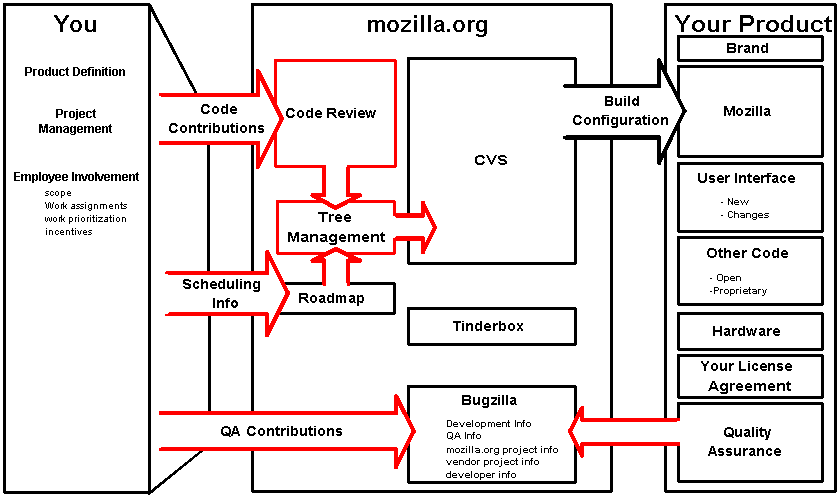 You
Product Definition
Project
Management
Employee Involvement
scope
Work assignments
work prioritization
incentives
mozilla.org
Code
Contributions
Code Review
Tree
Management
Scheduling
Info
Roadmap
CVS
Tinderbox
QA Contributions
Bugzilla
Development Info
QA Info
mozilla.org project info
vendor project info
developer info
Build
Configuration
Your Product
Brand
Mozilla
User Interface
- New
- Changes
Other Code
- Open
-Proprietary
Hardware
Your License
Agreement
Quality
Assurance